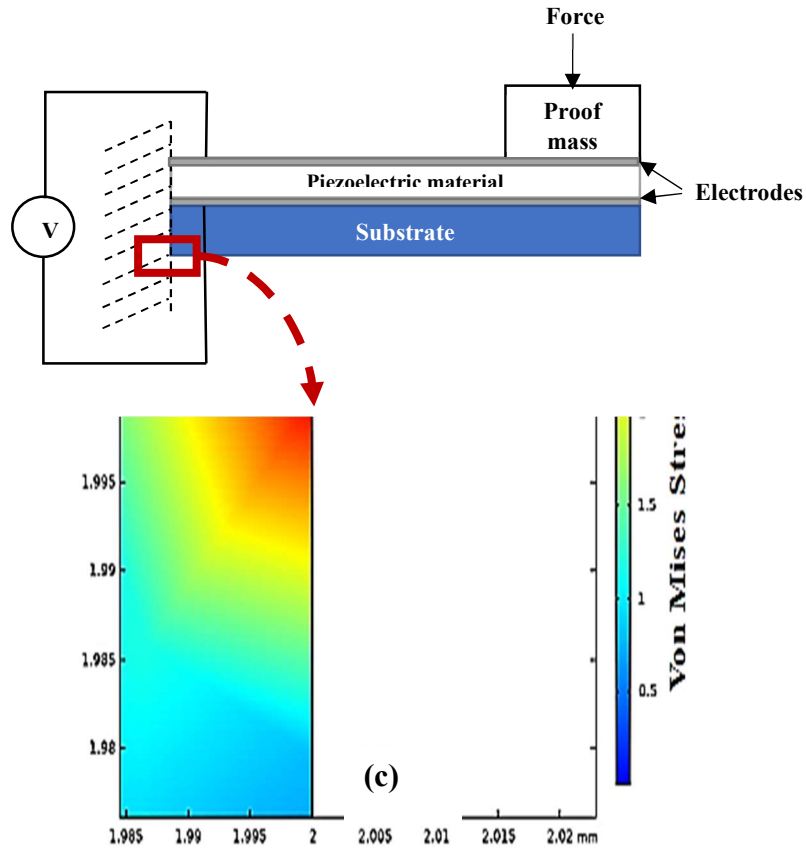 Force
Proof
mass
Piezoelectric material
Electrodes
V
Substrate
1.995
1.99
1.985
1.98
1.5
1
0.5
Von Mises Stre
(c)
1.985 1.99 1.995 2 2.005 2.01 2.015 2.02 mm